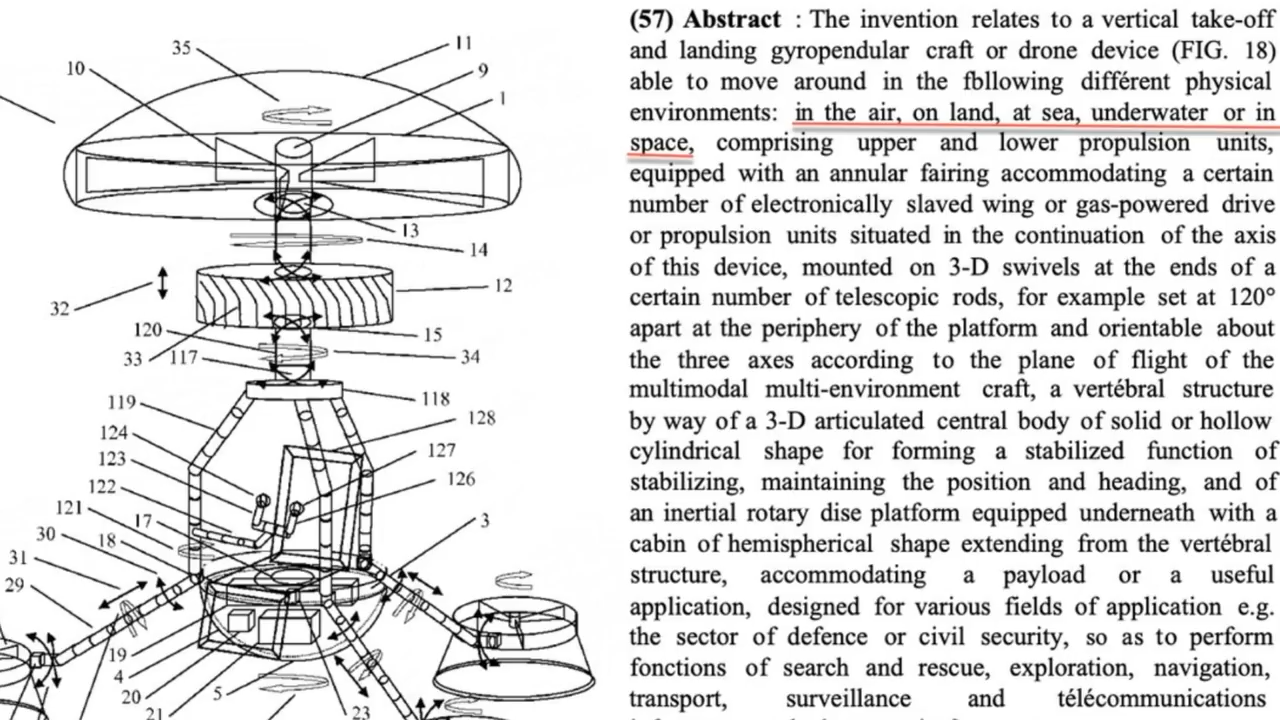 35
11
10
9
1
13
14
12
32
120
15
33
117
34
119
118
128
124
127
123
122
126
121
17
3
30
18
31
29
19
4
20
5
21
23
(57) Abstract : The invention relates to a vertical take-off
and landing gyropendular craft or drone device (FIG. 18)
able to move around in the fbllowing différent physical
environments: in the air, on land, at sea, underwater or in
space, comprising upper and lower propulsion units,
equipped with an annular fairing accommodating a certain
number of electronically slaved wing or gas-powered drive
or propulsion units situated in the continuation of the axis
of this device, mounted on 3-D swivels at the ends of a
certain number of telescopic rods, for example set at 120°
apart at the periphery of the platform and orientable about
the three axes according to the plane of flight of the
multimodal multi-environment craft, a vertébral structure
by way of a 3-D articulated central body of solid or hollow
cylindrical shape for forming a stabilized function of
stabilizing, maintaining the position and heading, and of
an inertial rotary dise platform equipped underneath with a
cabin of hemispherical shape extending from the vertébral
structure, accommodating a payload or a useful
application, designed for various fields of application e.g.
the sector of defence or civil security, so as to perform
fonctions of search and rescue, exploration, navigation,
transport, surveillance and télécommunications